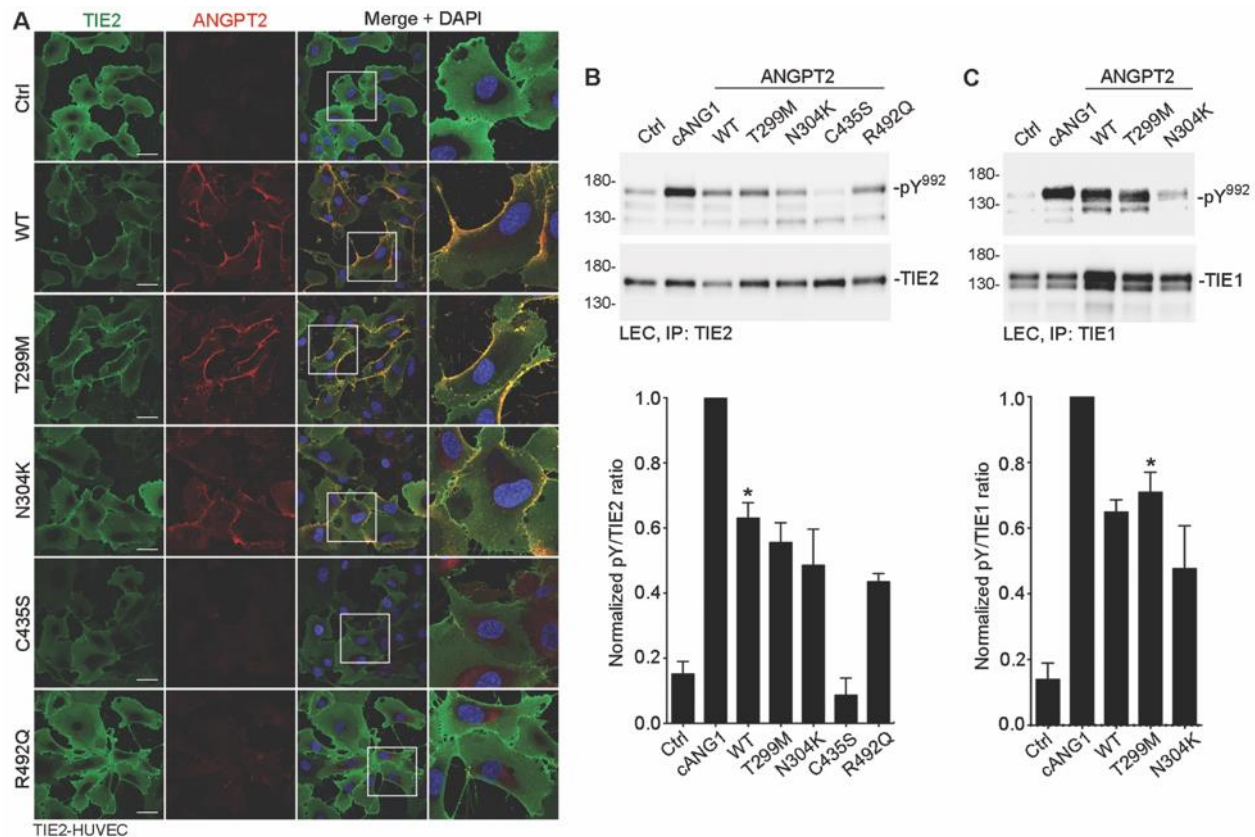 A
TIE2 ANGPT2 Merge + DAPI
Ctrl
WT
T299M
N304K
C435S
R492Q
TIE2-HUVEC
B
ANGPT2
Ctrl cANG1 WT T299M N304K C435S R492Q
180-
-pY992
130-
180-
-TIE2
130-
LEC, IP: TIE2
Normalized pY/TIE2 ratio
1.0
0.8
0.6
0.4
0.2
0.0
*
Ctrl cANG1 WT T299M N304K C435S R492Q
C
ANGPT2
Ctrl cANG1 WT T299M N304K
180-
-pY992
130-
180-
-TIE1
130-
LEC, IP: TIE1
Normalized pY/TIE1 ratio
1.0
0.8
0.6
0.4
0.2
0.0
*
Ctrl cANG1 WT T299M N304K